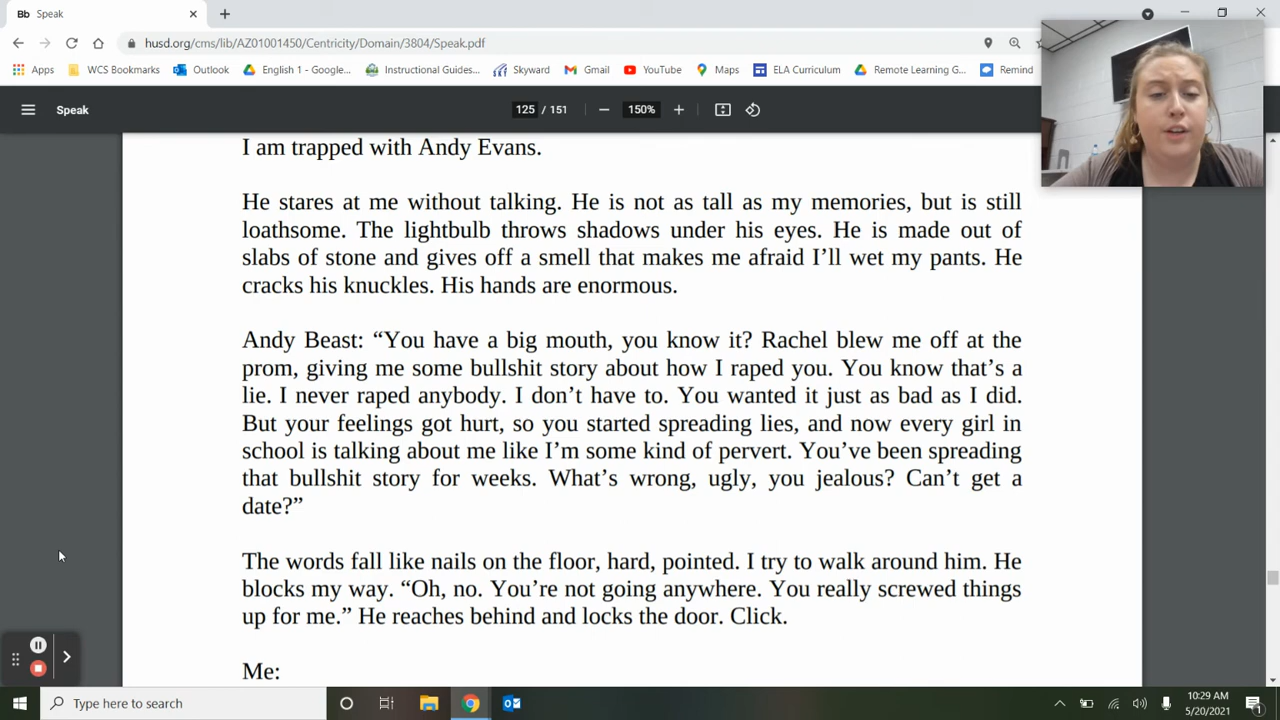 Bb Speak
husd.org/cms/lib/AZ01001450/Centricity/Domain/3804/Speak.pdf
Apps WCS Bookmarks Outlook English 1 - Google... Instructional Guides... Skyward Gmail YouTube Maps ELA Curriculum Remote Learning G... Remind
Speak 125 / 151 150%
I am trapped with Andy Evans.
He stares at me without talking. He is not as tall as my memories, but is still
loathsome. The lightbulb throws shadows under his eyes. He is made out of
slabs of stone and gives off a smell that makes me afraid I’ll wet my pants. He
cracks his knuckles. His hands are enormous.
Andy Beast: “You have a big mouth, you know it? Rachel blew me off at the
prom, giving me some bullshit story about how I raped you. You know that’s a
lie. I never raped anybody. I don’t have to. You wanted it just as bad as I did.
But your feelings got hurt, so you started spreading lies, and now every girl in
school is talking about me like I’m some kind of pervert. You’ve been spreading
that bullshit story for weeks. What’s wrong, ugly, you jealous? Can’t get a
date?”
The words fall like nails on the floor, hard, pointed. I try to walk around him. He
blocks my way. “Oh, no. You’re not going anywhere. You really screwed things
up for me.” He reaches behind and locks the door. Click.
Me:
Type here to search
10:29 AM
5/20/2021
1